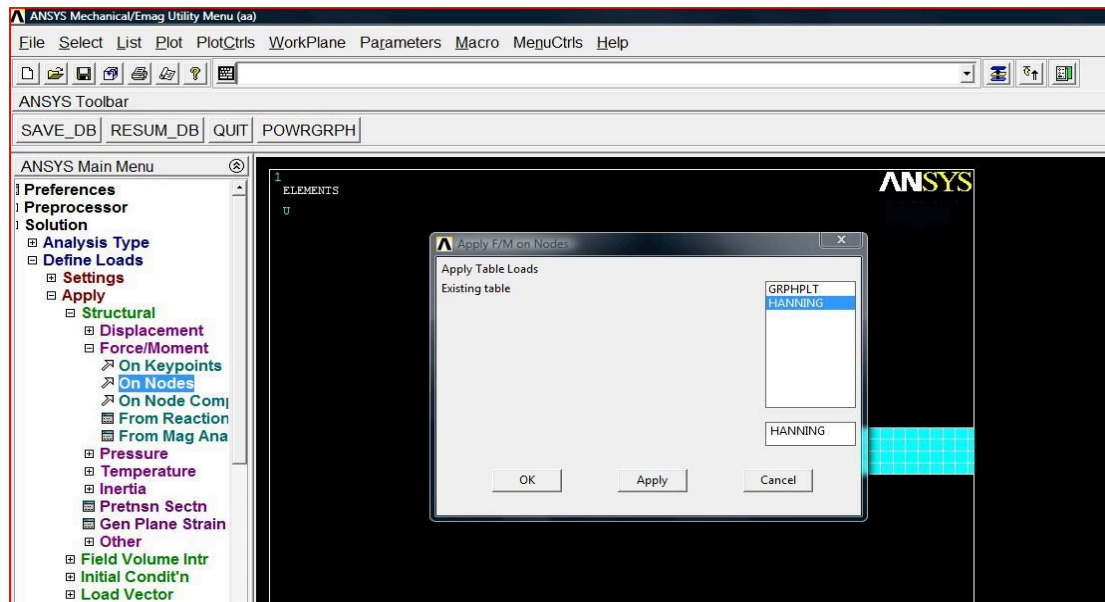 ANSYS Mechanical/Emag Utility Menu (aa)
File Select List Plot PlotCtrls WorkPlane Parameters Macro MenuCtrls Help
ANSYS Toolbar
SAVE_DB RESUM_DB QUIT POWRGRPH
ANSYS Main Menu
Preferences
Preprocessor
Solution
Analysis Type
Define Loads
Settings
Apply
Structural
Displacement
Force/Moment
On Keypoints
On Nodes
On Node Comp
From Reaction
From Mag Ana
Pressure
Temperature
Inertia
Pretnsn Sectn
Gen Plane Strain
Other
Field Volume Intr
Initial Condit'n
Load Vector
1
ELEMENTS
U
ANSYS
Apply F/M on Nodes
Apply Table Loads
Existing table
GRPHPLT
HANNING
HANNING
OK Apply Cancel